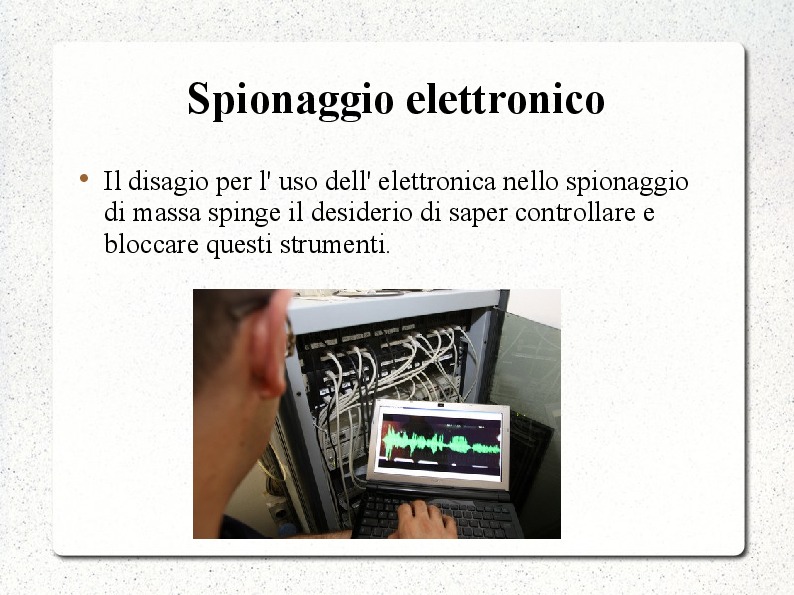 Spionaggio elettronico
Il disagio per l' uso dell' elettronica nello spionaggio
di massa spinge il desiderio di saper controllare e
bloccare questi strumenti.